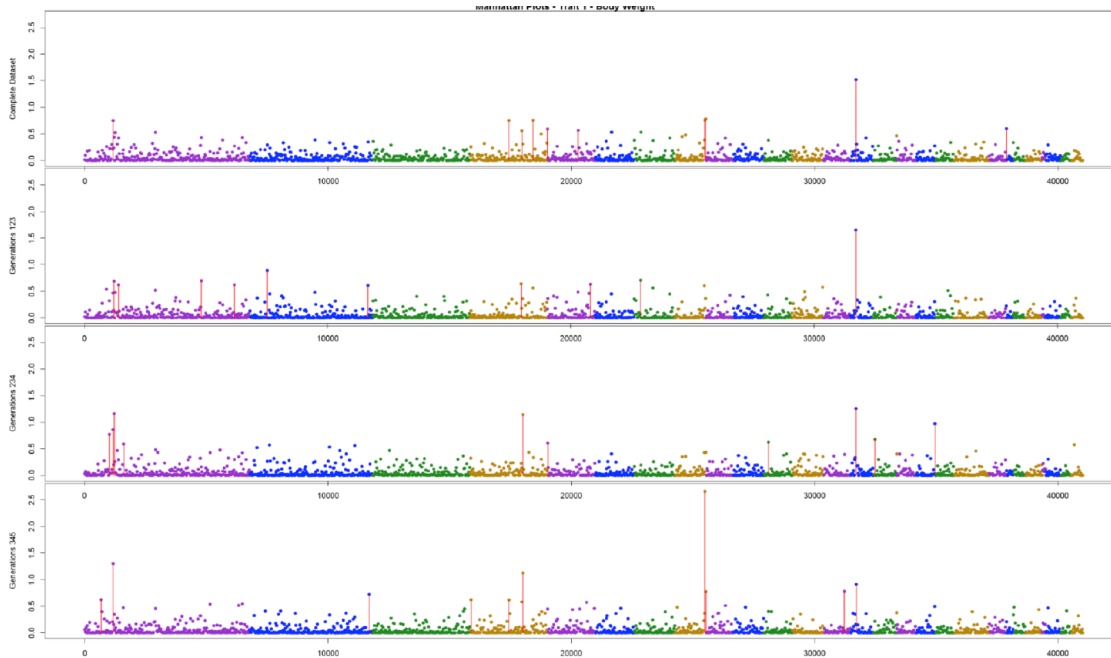 Manhattan Plots - Trait 1 - Body Weight
Complete Dataset
2.5
2.0
1.5
1.0
0.5
0.0
0 10000 20000 30000 40000
Generations 123
2.5
2.0
1.5
1.0
0.5
0.0
0 10000 20000 30000 40000
Generations 234
2.5
2.0
1.5
1.0
0.5
0.0
0 10000 20000 30000 40000
Generations 345
2.5
2.0
1.5
1.0
0.5
0.0
0 10000 20000 30000 40000